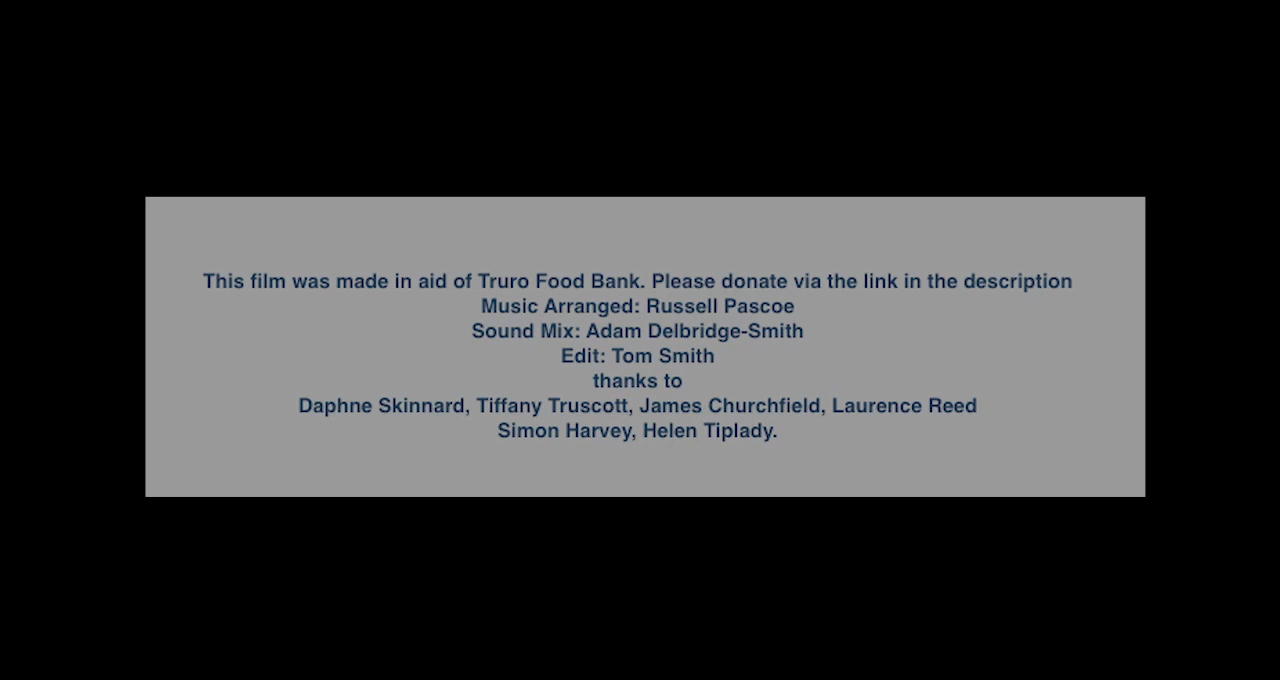 This film was made in aid of Truro Food Bank. Please donate via the link in the description
Music Arranged: Russell Pascoe
Sound Mix: Adam Delbridge-Smith
Edit: Tom Smith
thanks to
Daphne Skinnard, Tiffany Truscott, James Churchfield, Laurence Reed
Simon Harvey, Helen Tiplady.